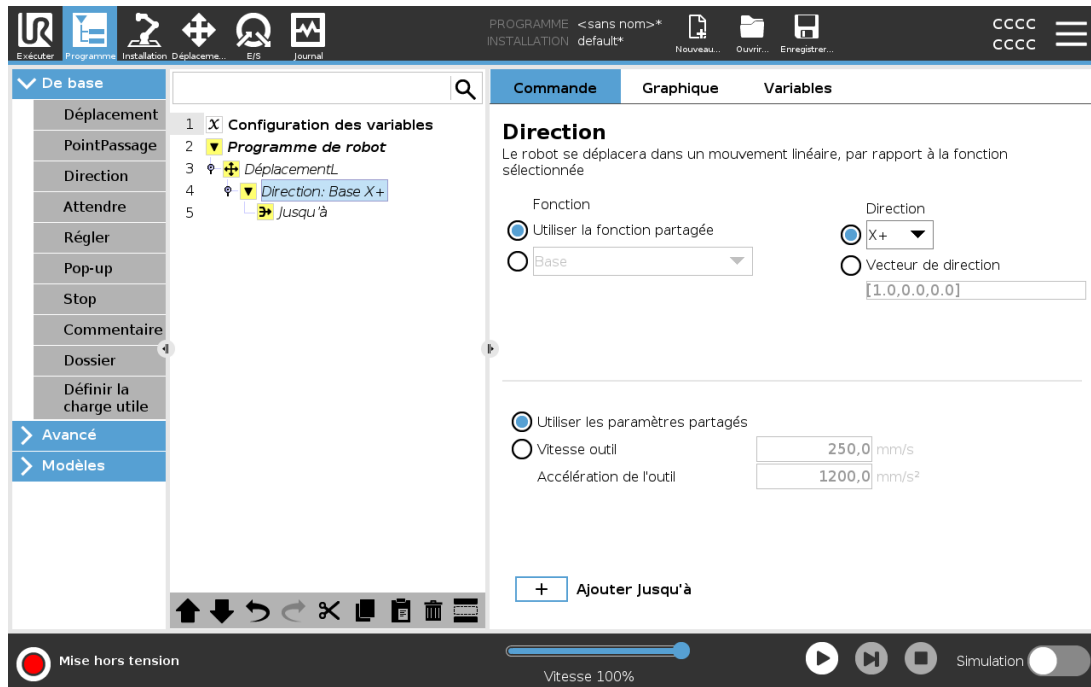 PROGRAMME <sans nom>*
INSTALLATION default*
Exécuter
Programme
Installation
Déplaceme...
E/S
Journal
Nouveau...
Ouvrir...
Enregistrer...
CCCC
CCCC
De base
Déplacement
PointPassage
Direction
Attendre
Régler
Pop-up
Stop
Commentaire
Dossier
Définir la
charge utile
Avancé
Modèles
1 X Configuration des variables
2 Programme de robot
3 DéplacementL
4 Direction: Base X+
5 Jusqu'à
Commande
Graphique
Variables
Direction
Le robot se déplacera dans un mouvement linéaire, par rapport à la fonction
sélectionnée
Fonction
Utiliser la fonction partagée
Base
Direction
X+
Vecteur de direction
[1.0,0.0,0.0]
Utiliser les paramètres partagés
Vitesse outil 250,0 mm/s
Accélération de l'outil 1200,0 mm/s²
+ Ajouter Jusqu'à
Mise hors tension
Vitesse 100%
Simulation